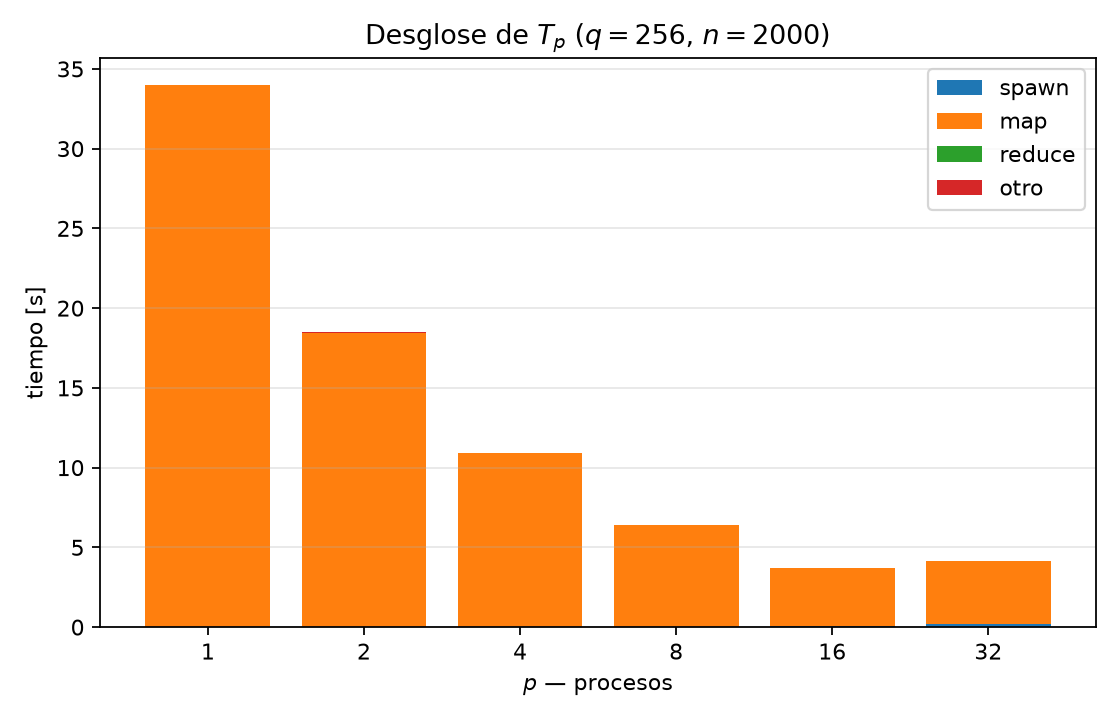 Desglose de Tp (q = 256, n = 2000)
spawn
map
reduce
otro
tiempo [s]
35
30
25
20
15
10
5
0
1 2 4 8 16 32
p — procesos